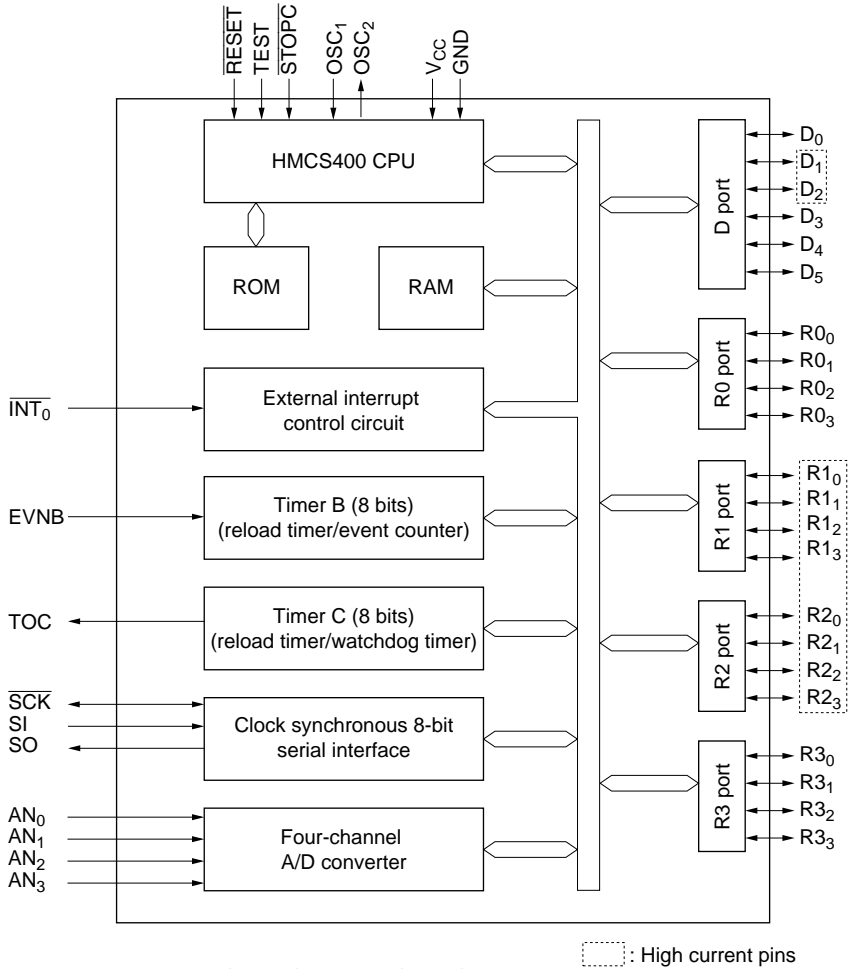 RESET
TEST
STOPC
OSC₁
OSC₂
VCC
GND
HMCS400 CPU
ROM
RAM
External interrupt
control circuit
Timer B (8 bits)
(reload timer/event counter)
Timer C (8 bits)
(reload timer/watchdog timer)
Clock synchronous 8-bit
serial interface
Four-channel
A/D converter
INT₀
EVNB
TOC
SCK
SI
SO
AN₀
AN₁
AN₂
AN₃
D port
D₀
D₁
D₂
D₃
D₄
D₅
R0 port
R0₀
R0₁
R0₂
R0₃
R1 port
R1₀
R1₁
R1₂
R1₃
R2 port
R2₀
R2₁
R2₂
R2₃
R3 port
R3₀
R3₁
R3₂
R3₃
: High current pins